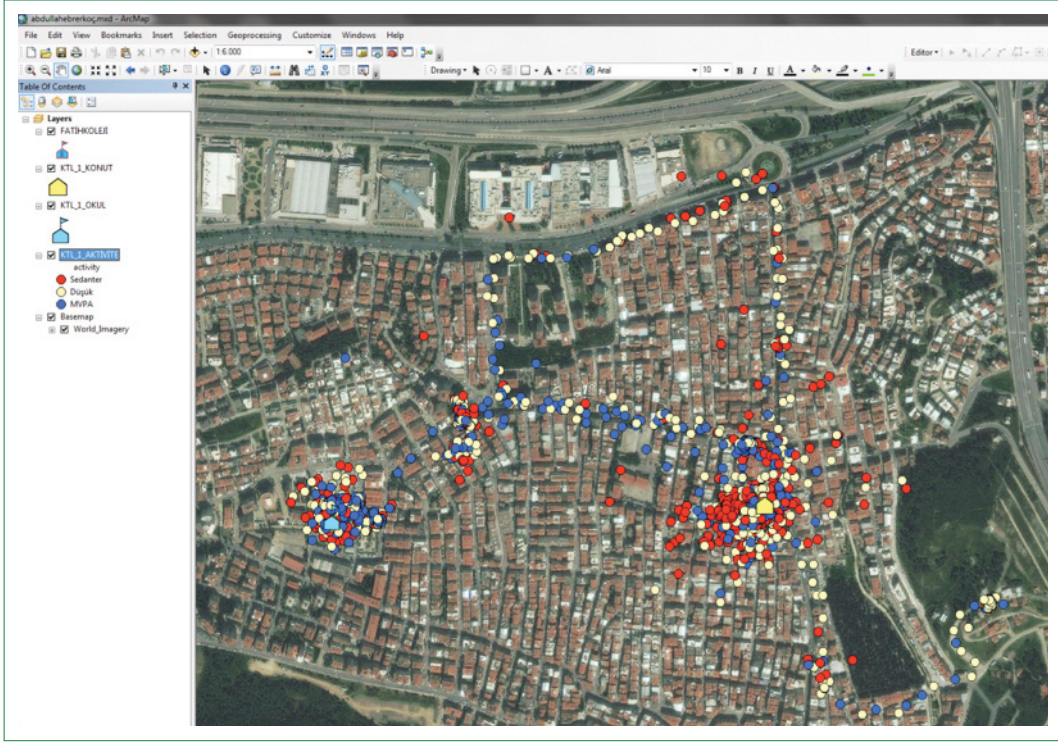 abdullahebrerkoç.mxd - ArcMap
File Edit View Bookmarks Insert Selection Geoprocessing Customize Windows Help
1:6.000
Editor
Drawing
Arial
10
B I U A
Table Of Contents
Layers
FATİHKOLEJİ
KTL_1_KONUT
KTL_1_OKUL
KTL_1_AKTİVİTE
activity
Sedanter
Düşük
MVPA
Basemap
World_Imagery